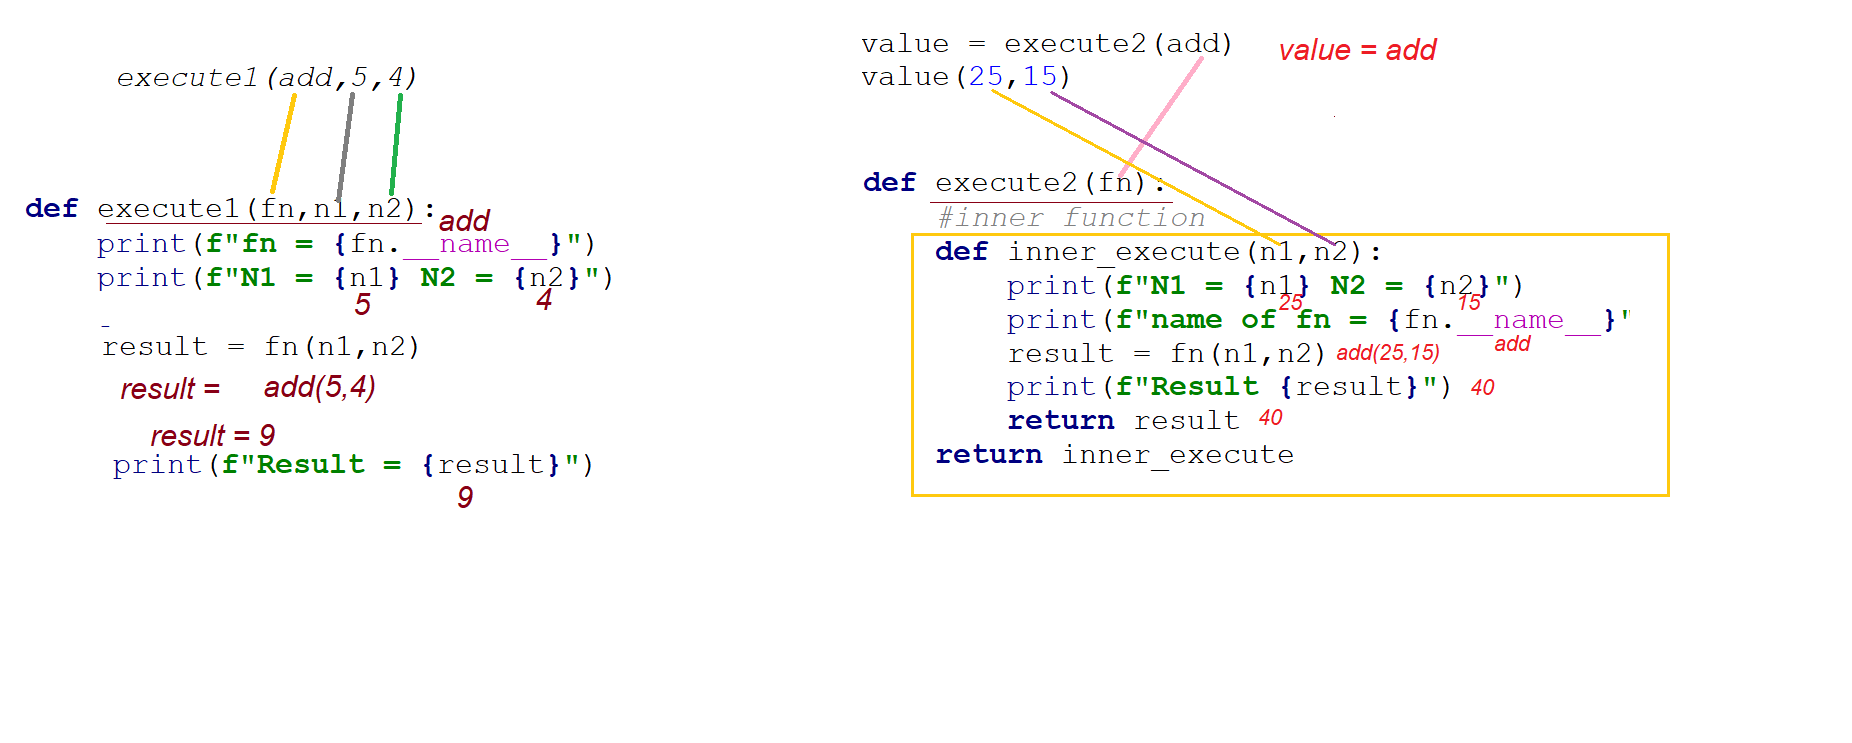 execute1(add,5,4)
def execute1(fn,n1,n2):
add
print(f"fn = {fn.__name__}")
print(f"N1 = {n1} N2 = {n2}")
5 4
result = fn(n1,n2)
result = add(5,4)
result = 9
print(f"Result = {result}")
9
value = execute2(add)
value = add
value(25,15)
def execute2(fn):
#inner function
def inner_execute(n1,n2):
print(f"N1 = {n1} N2 = {n2}")
25 15
print(f"name of fn = {fn.__name__}"
add
result = fn(n1,n2) add(25,15)
print(f"Result {result}") 40
return result 40
return inner_execute